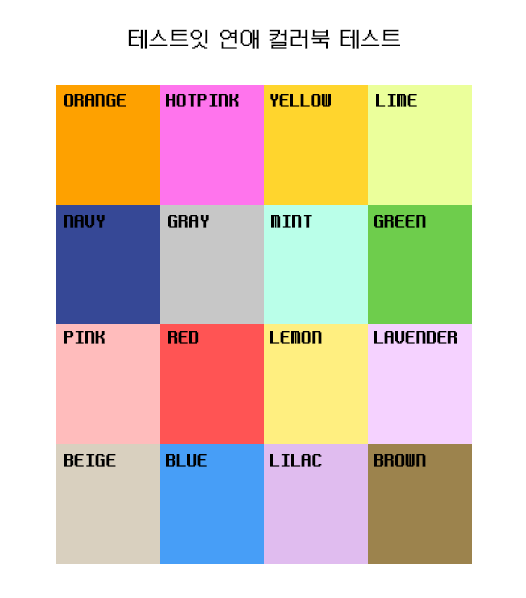 테스트잇 연애 컬러북 테스트
ORANGE HOTPINK YELLOW LIME
NAVY GRAY MINT GREEN
PINK RED LEMON LAVENDER
BEIGE BLUE LILAC BROWN